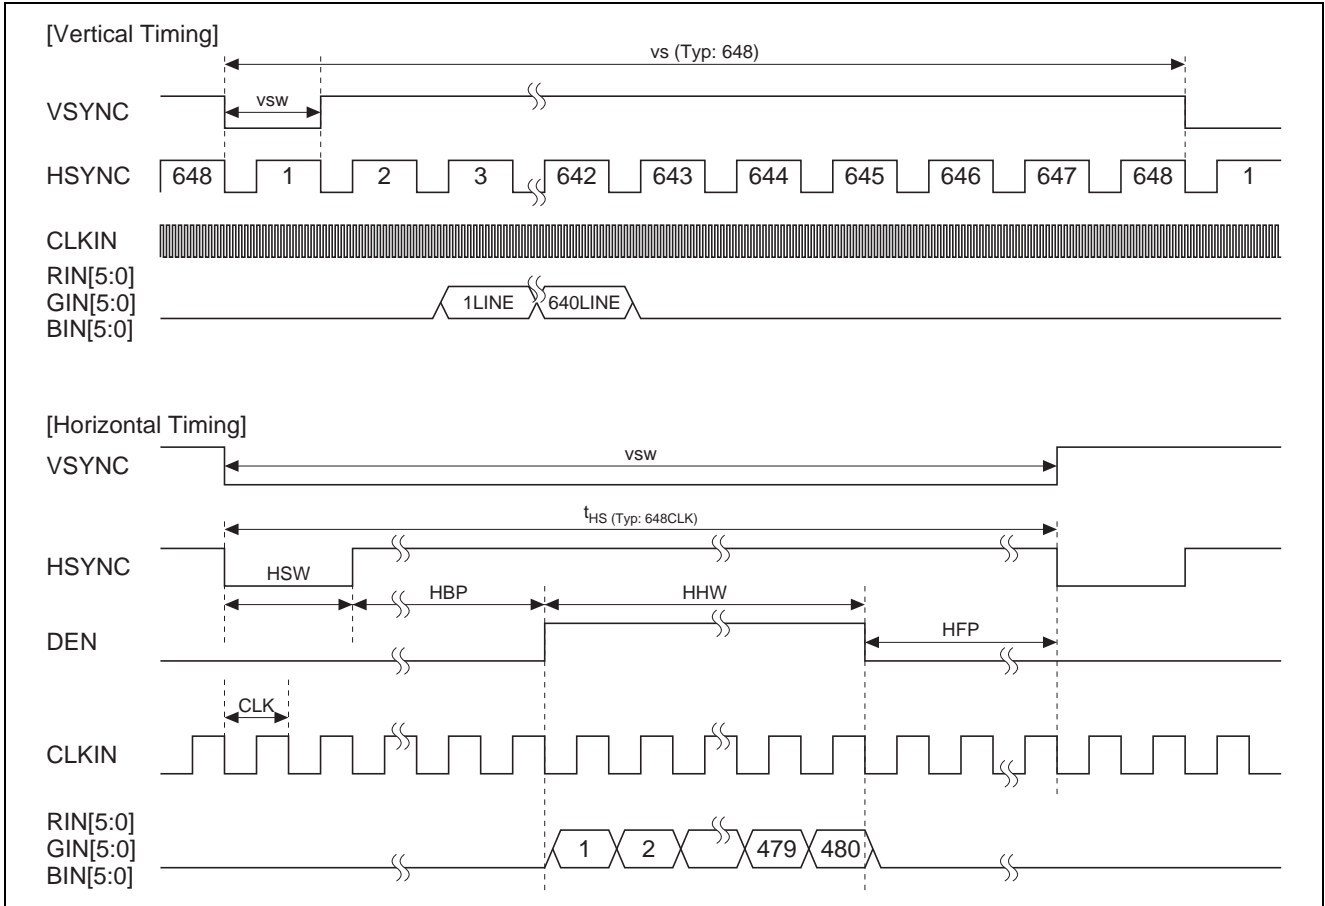 [Vertical Timing]
vs (Typ: 648)
VSYNC
vsw
HSYNC 648 1 2 3 642 643 644 645 646 647 648 1
CLKIN
RIN[5:0]
GIN[5:0] 1LINE 640LINE
BIN[5:0]
[Horizontal Timing]
VSYNC vsw
tHS (Typ: 648CLK)
HSYNC
HSW HBP HHW
DEN HFP
CLK
CLKIN
RIN[5:0]
GIN[5:0] 1 2 479 480
BIN[5:0]